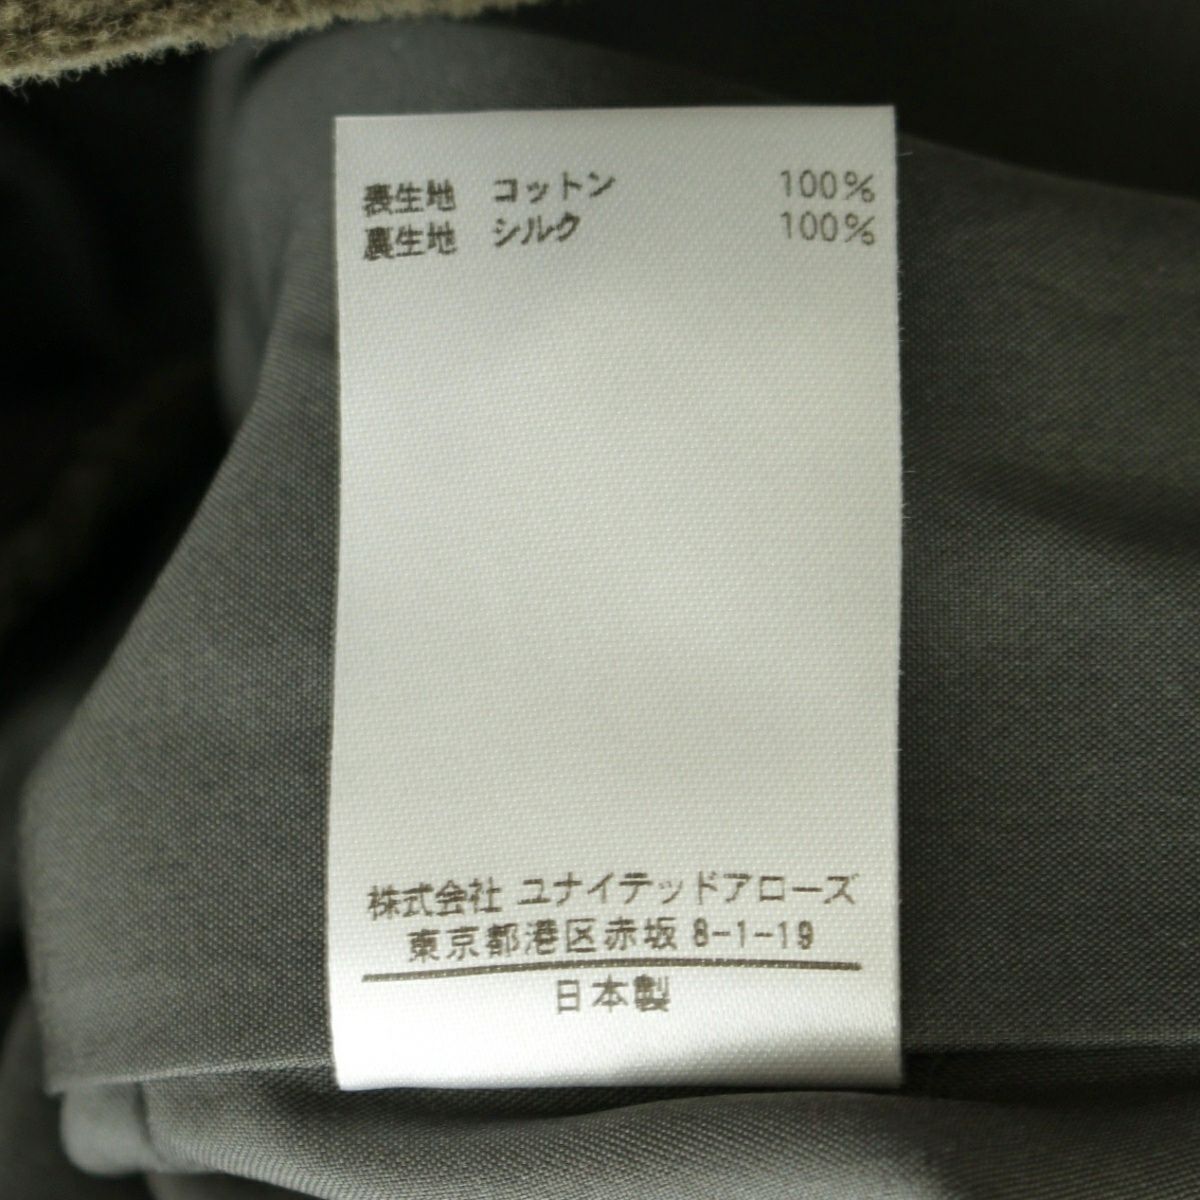 表生地 コットン 100%
裏生地 シルク 100%
株式会社 ユナイテッドアローズ
東京都港区赤坂 8-1-19
日本製